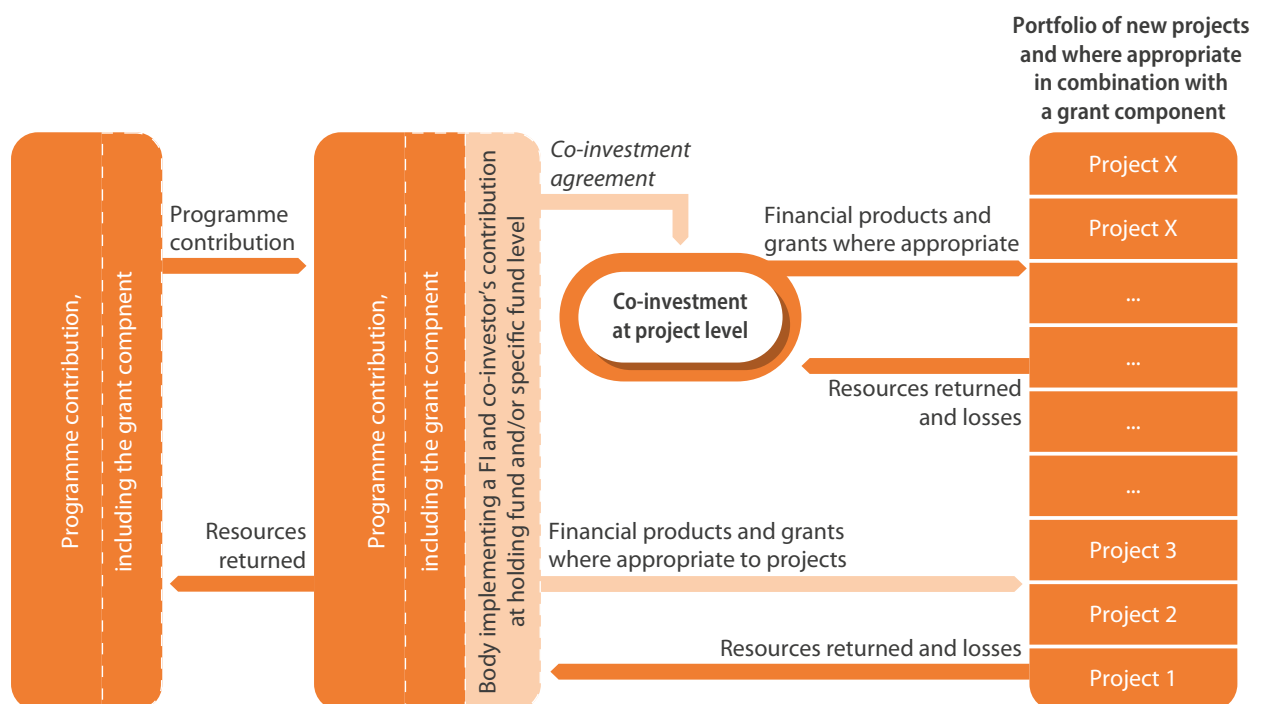 Portfolio of new projects
and where appropriate
in combination with
a grant component
Programme contribution,
including the grant compnent
Programme
contribution
Resources
returned
Programme contribution,
including the grant compnent
Body implementing a FI and co-investor's contribution
at holding fund and/or specific fund level
Co-investment
agreement
Co-investment
at project level
Financial products and
grants where appropriate
Resources returned
and losses
Financial products and grants
where appropriate to projects
Resources returned and losses
Project X
Project X
...
...
...
...
Project 3
Project 2
Project 1